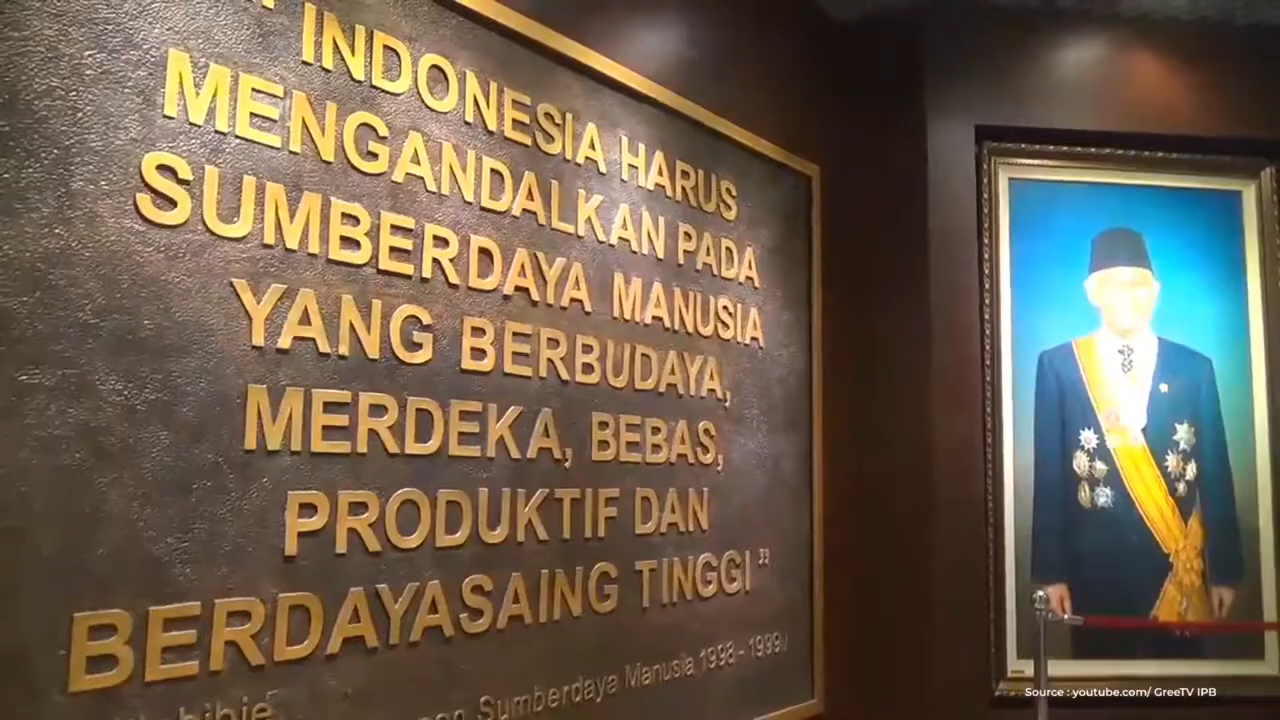 INDONESIA HARUS
MENGANDALKAN PADA
SUMBERDAYA MANUSIA
YANG BERBUDAYA,
MERDEKA, BEBAS,
PRODUKTIF DAN
BERDAYASAING TINGGI”
Sumberdaya Manusia 1998 - 1999
Source : youtube.com/ GreeTV IPB